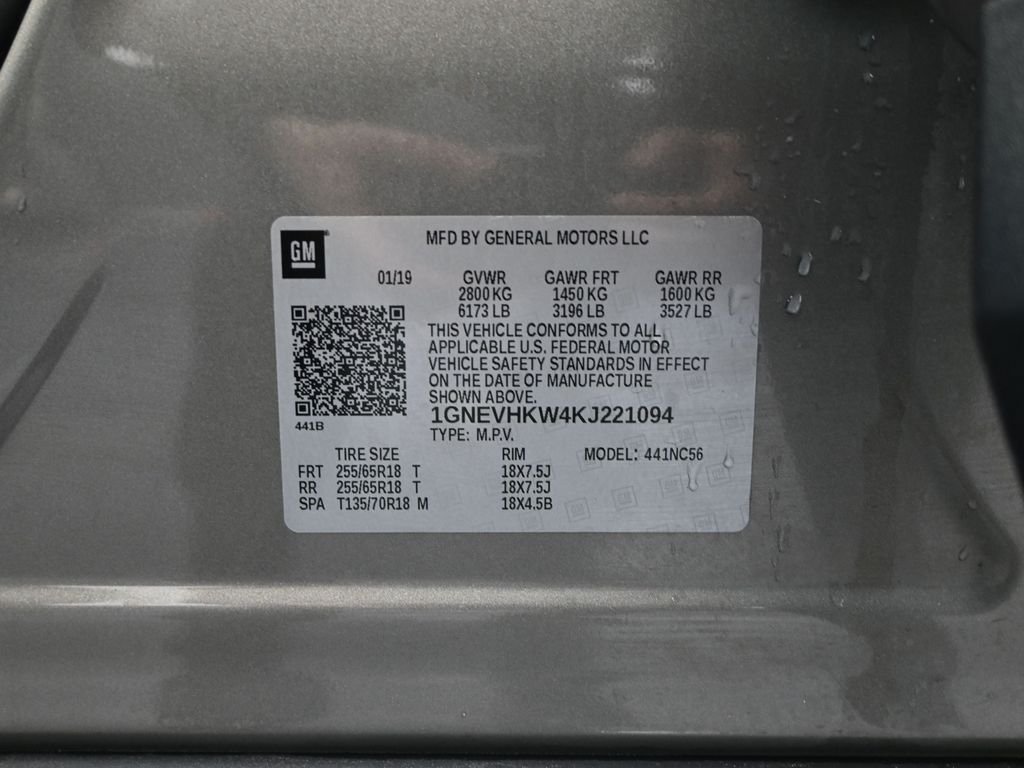 GM
MFD BY GENERAL MOTORS LLC
01/19 GVWR GAWR FRT GAWR RR
2800 KG 1450 KG 1600 KG
6173 LB 3196 LB 3527 LB
THIS VEHICLE CONFORMS TO ALL
APPLICABLE U.S. FEDERAL MOTOR
VEHICLE SAFETY STANDARDS IN EFFECT
ON THE DATE OF MANUFACTURE
SHOWN ABOVE.
1GNEVHKW4KJ221094
441B
TYPE: M.P.V.
TIRE SIZE RIM MODEL: 441NC56
FRT 255/65R18 T 18X7.5J
RR 255/65R18 T 18X7.5J
SPA T135/70R18 M 18X4.5B